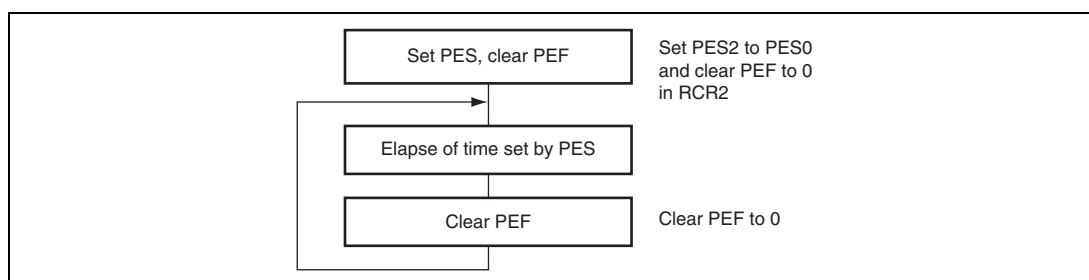 Set PES, clear PEF
Set PES2 to PES0
and clear PEF to 0
in RCR2
Elapse of time set by PES
Clear PEF
Clear PEF to 0